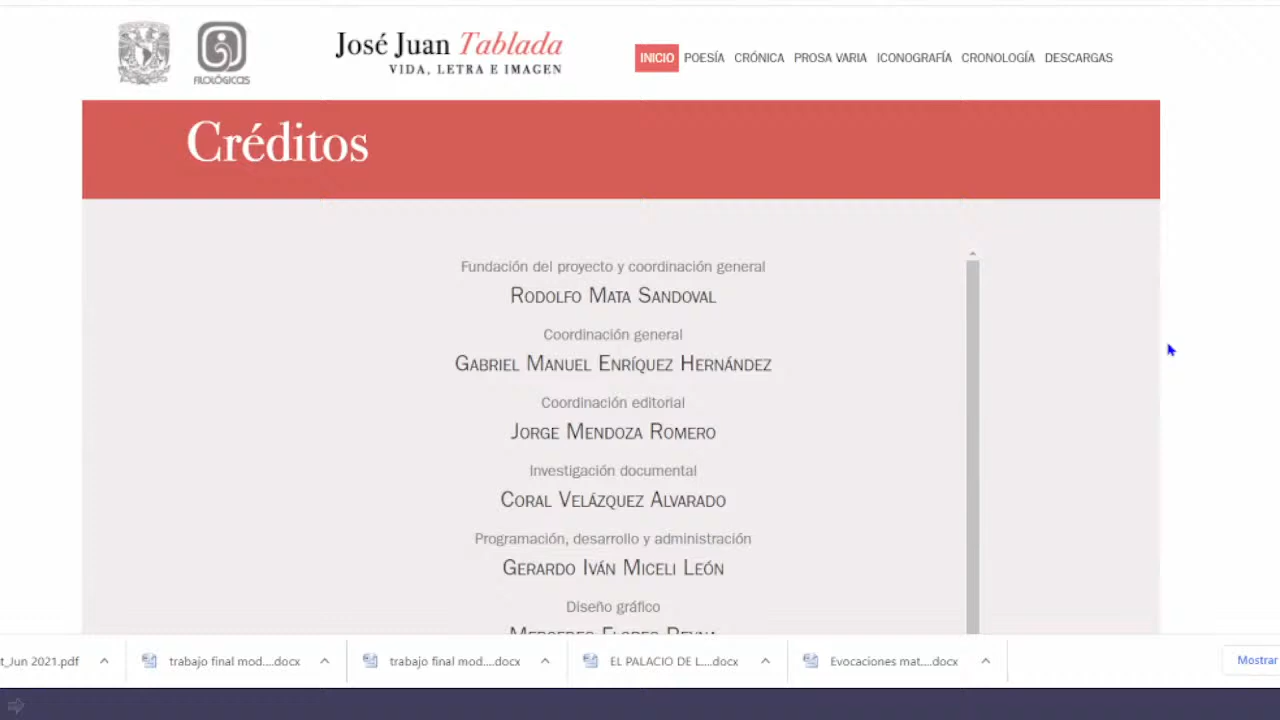 FILOLÓGICAS
José Juan Tablada
VIDA, LETRA E IMAGEN
INICIO POESÍA CRÓNICA PROSA VARIA ICONOGRAFÍA CRONOLOGÍA DESCARGAS
Créditos
Fundación del proyecto y coordinación general
Rodolfo Mata Sandoval
Coordinación general
Gabriel Manuel Enríquez Hernández
Coordinación editorial
Jorge Mendoza Romero
Investigación documental
Coral Velázquez Alvarado
Programación, desarrollo y administración
Gerardo Iván Miceli León
Diseño gráfico
Mercedes Flores Reyna
t_Jun 2021.pdf
trabajo final mod....docx
trabajo final mod....docx
EL PALACIO DE L....docx
Evocaciones mat....docx
Mostrar